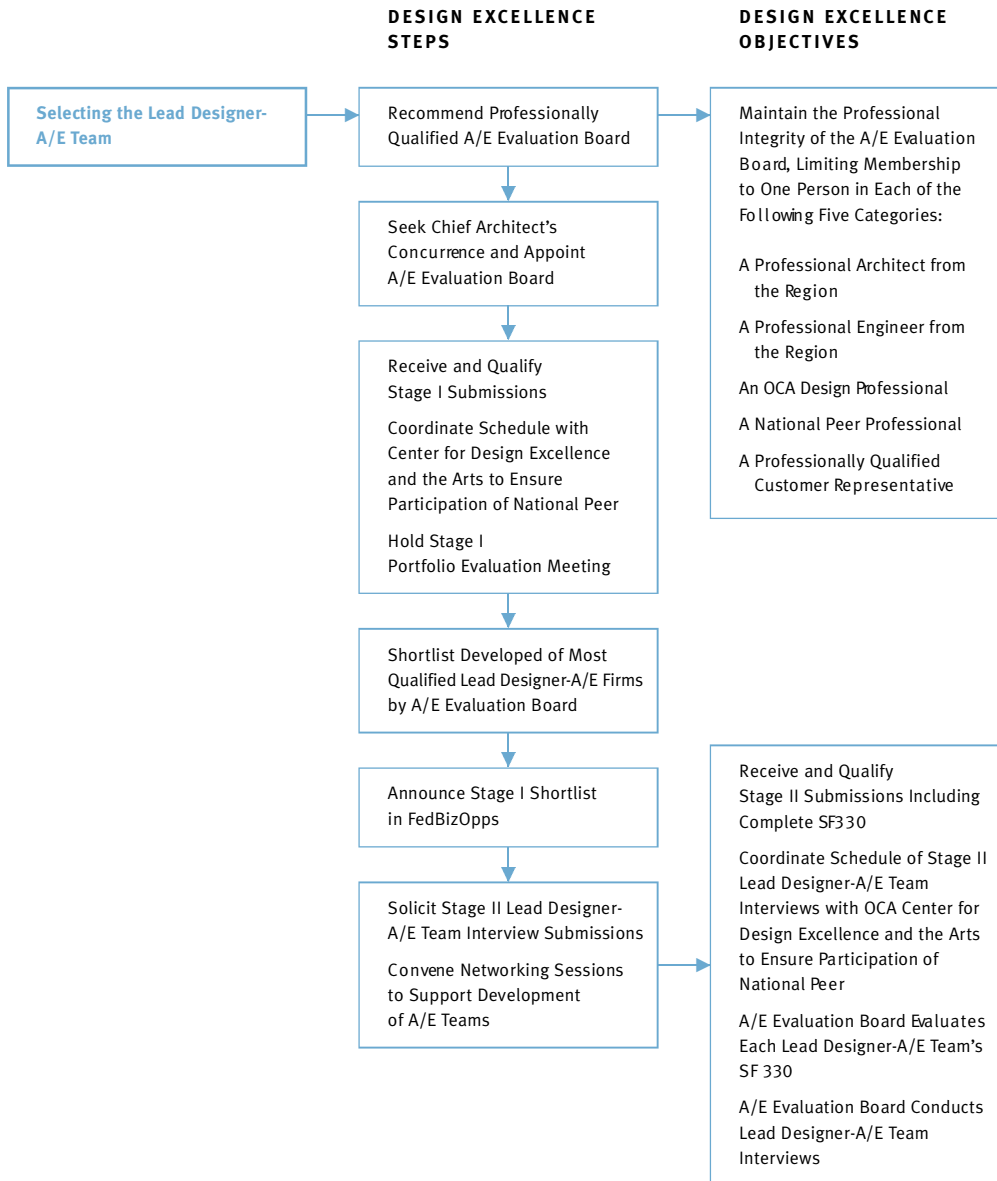 DESIGN EXCELLENCE
STEPS
DESIGN EXCELLENCE
OBJECTIVES
Selecting the Lead Designer-
A/E Team
Recommend Professionally
Qualified A/E Evaluation Board
Seek Chief Architect's
Concurrence and Appoint
A/E Evaluation Board
Receive and Qualify
Stage I Submissions
Coordinate Schedule with
Center for Design Excellence
and the Arts to Ensure
Participation of National Peer
Hold Stage I
Portfolio Evaluation Meeting
Shortlist Developed of Most
Qualified Lead Designer-A/E Firms
by A/E Evaluation Board
Announce Stage I Shortlist
in FedBizOpps
Solicit Stage II Lead Designer-
A/E Team Interview Submissions
Convene Networking Sessions
to Support Development
of A/E Teams
Maintain the Professional
Integrity of the A/E Evaluation
Board, Limiting Membership
to One Person in Each of the
Following Five Categories:
A Professional Architect from
the Region
A Professional Engineer from
the Region
An OCA Design Professional
A National Peer Professional
A Professionally Qualified
Customer Representative
Receive and Qualify
Stage II Submissions Including
Complete SF330
Coordinate Schedule of Stage II
Lead Designer-A/E Team
Interviews with OCA Center for
Design Excellence and the Arts
to Ensure Participation of
National Peer
A/E Evaluation Board Evaluates
Each Lead Designer-A/E Team's
SF 330
A/E Evaluation Board Conducts
Lead Designer-A/E Team
Interviews